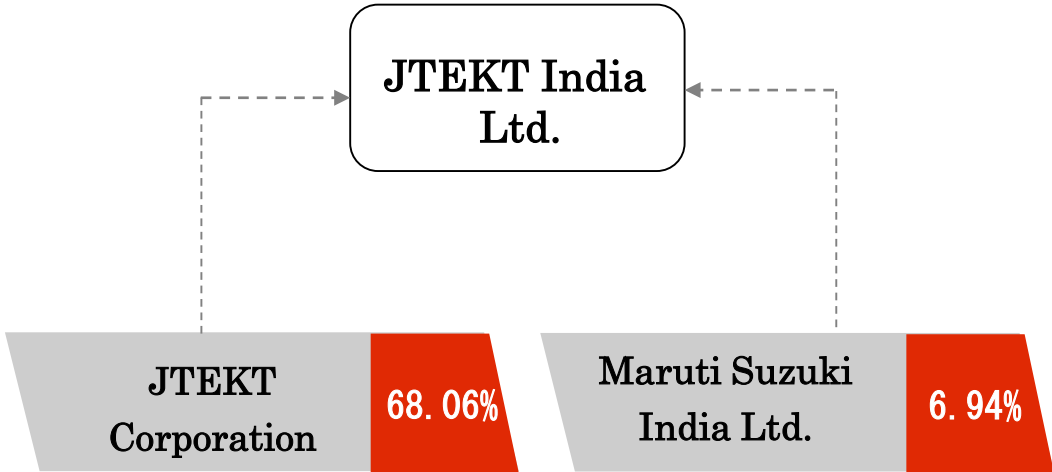 JTEKT India
Ltd.
JTEKT
Corporation
68.06%
Maruti Suzuki
India Ltd.
6.94%